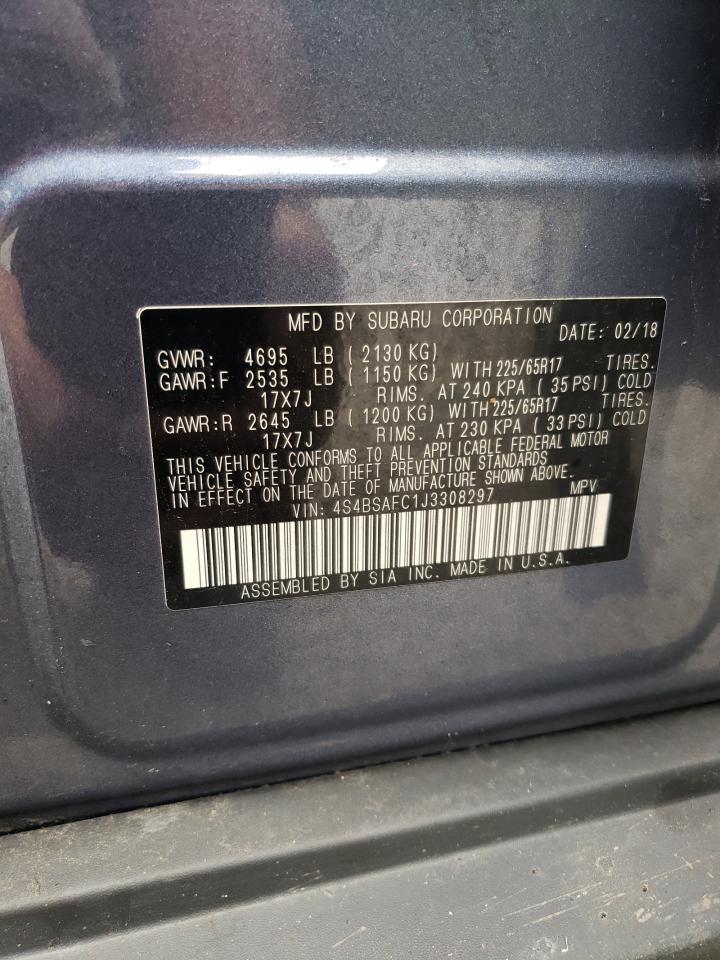 MFD BY SUBARU CORPORATION DATE: 02/18
GVWR: 4695 LB ( 2130 KG)
GAWR:F 2535 LB ( 1150 KG) WITH 225/65R17 TIRES.
17X7J RIMS. AT 240 KPA ( 35 PSI) COLD
GAWR:R 2645 LB ( 1200 KG) WITH 225/65R17 TIRES.
17X7J RIMS. AT 230 KPA ( 33 PSI) COLD
THIS VEHICLE CONFORMS TO ALL APPLICABLE FEDERAL MOTOR
VEHICLE SAFETY AND THEFT PREVENTION STANDARDS
IN EFFECT ON THE DATE OF MANUFACTURE SHOWN ABOVE.
VIN: 4S4BSAFC1J3308297 MPV
ASSEMBLED BY SIA INC. MADE IN U.S.A.